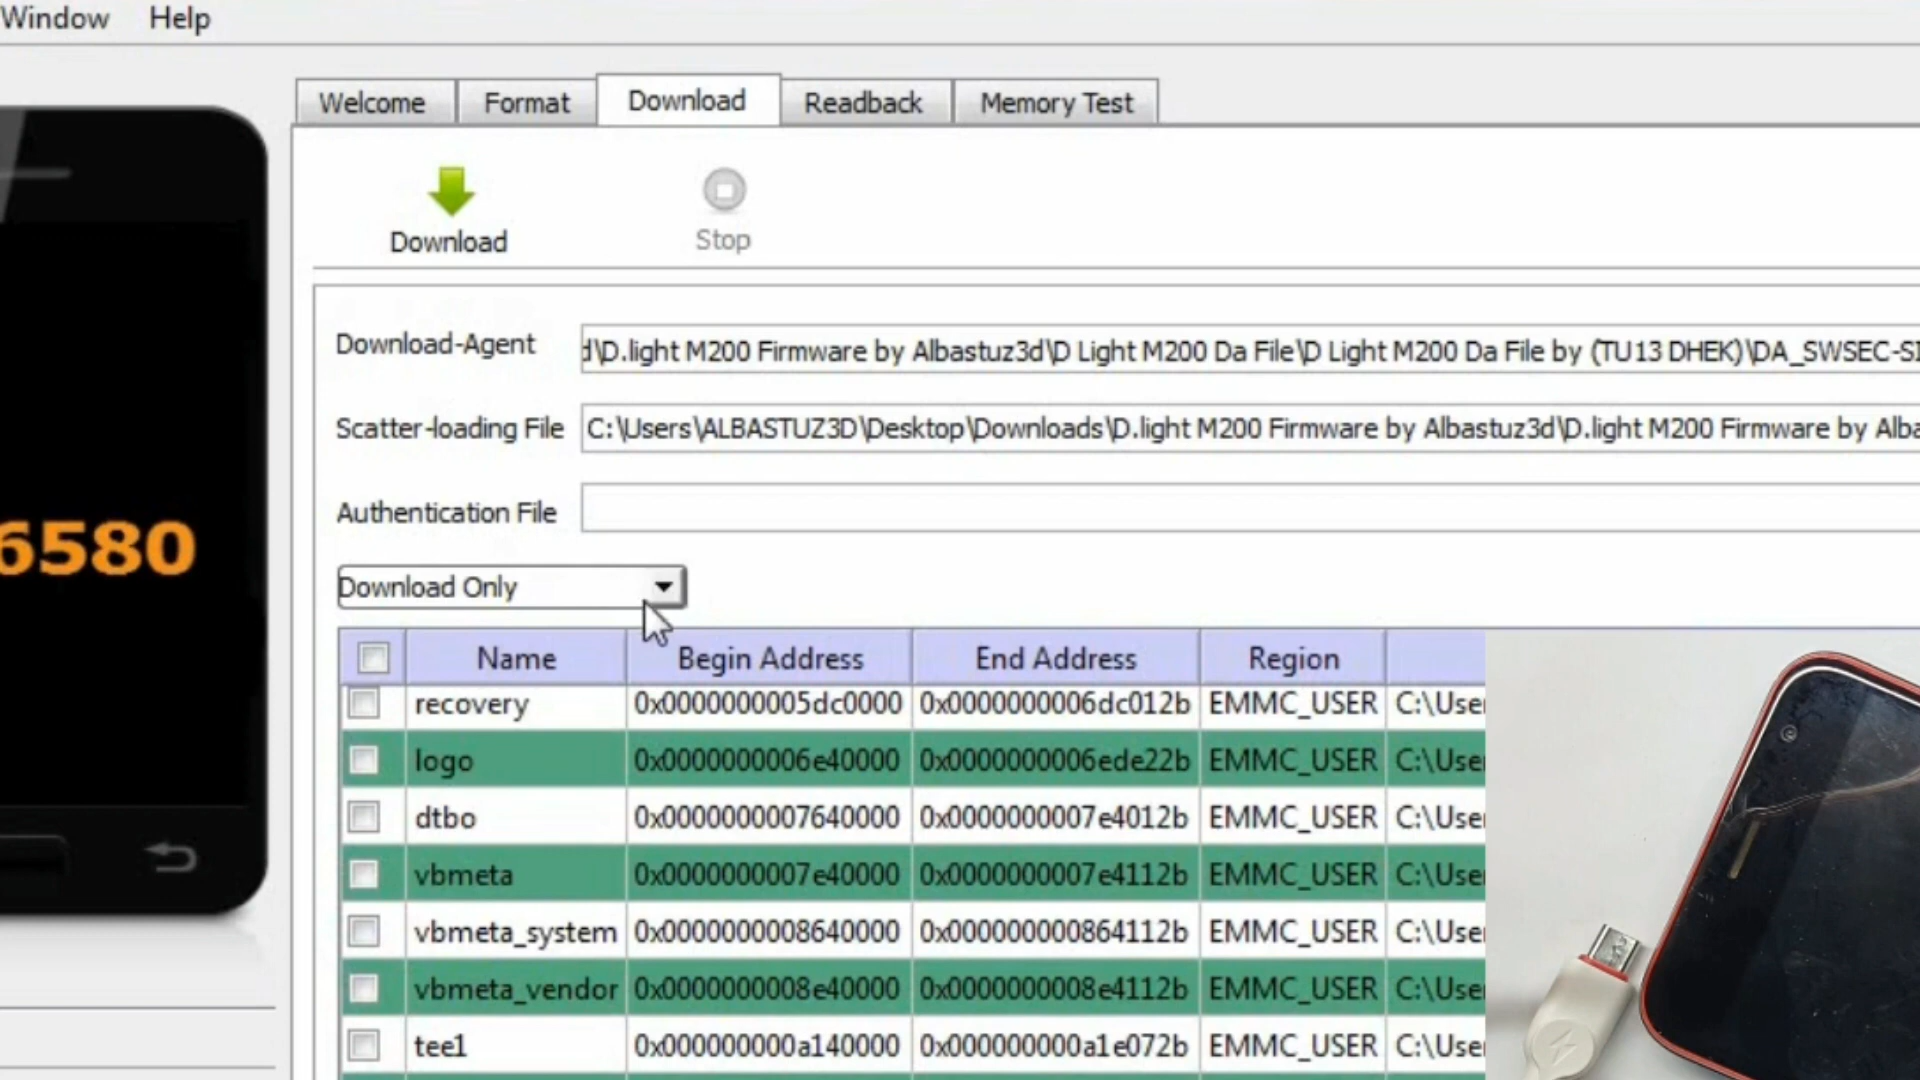 Window Help
Welcome Format Download Readback Memory Test
Download Stop
6580
Download-Agent d\D.light M200 Firmware by Albastuz3d\D Light M200 Da File\D Light M200 Da File by (TU13 DHEK)\DA_SWSEC-SI
Scatter-loading File C:\Users\ALBASTUZ3D\Desktop\Downloads\D.light M200 Firmware by Albastuz3d\D.light M200 Firmware by Alba
Authentication File
Download Only
Name Begin Address End Address Region
recovery 0x0000000005dc0000 0x0000000006dc012b EMMC_USER C:\Use
logo 0x0000000006e40000 0x0000000006ede22b EMMC_USER C:\Use
dtbo 0x0000000007640000 0x0000000007e4012b EMMC_USER C:\Use
vbmeta 0x0000000007e40000 0x0000000007e4112b EMMC_USER C:\Use
vbmeta_system 0x0000000008640000 0x000000000864112b EMMC_USER C:\Use
vbmeta_vendor 0x0000000008e40000 0x0000000008e4112b EMMC_USER C:\Use
tee1 0x000000000a140000 0x000000000a1e072b EMMC_USER C:\Use